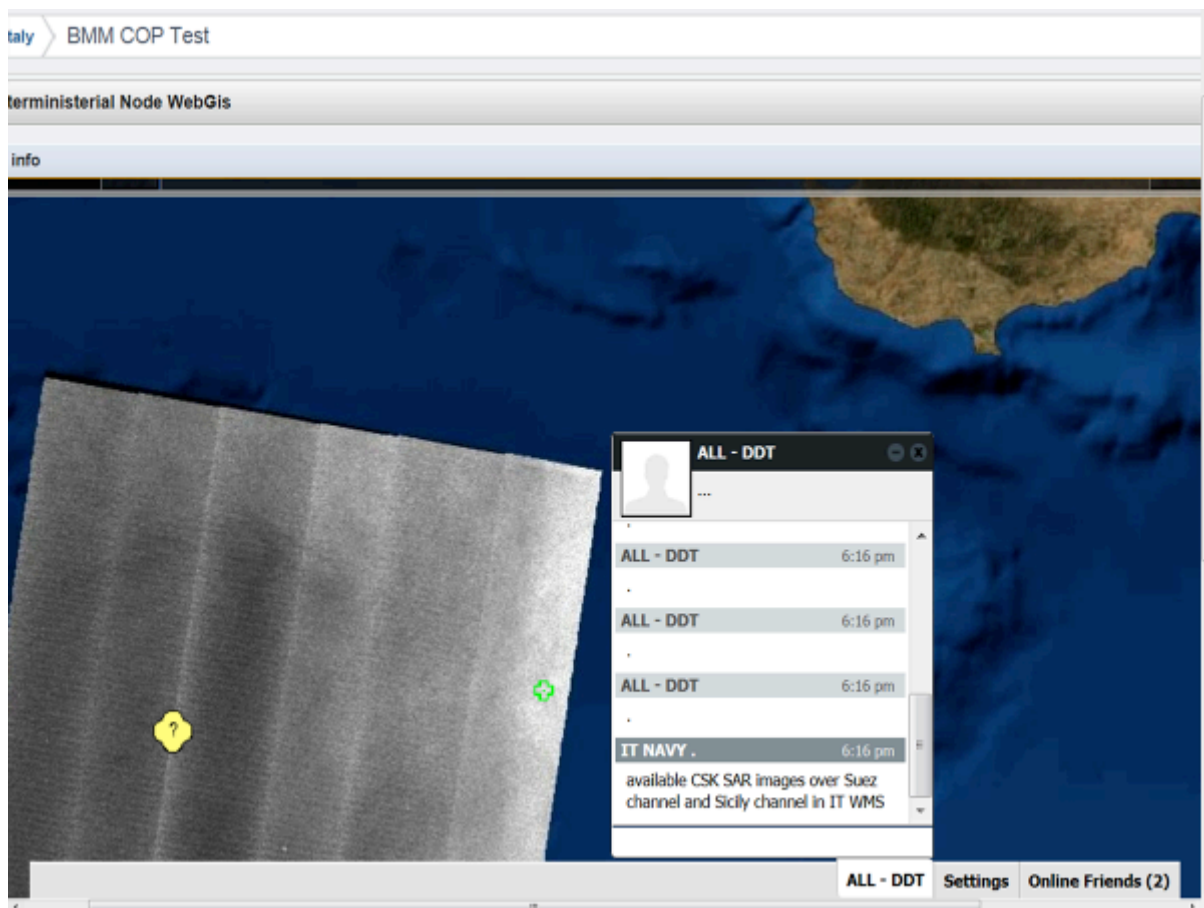 taly BMM COP Test
terministerial Node WebGis
info
ALL - DDT
...
.
ALL - DDT 6:16 pm
.
ALL - DDT 6:16 pm
.
ALL - DDT 6:16 pm
.
IT NAVY . 6:16 pm
available CSK SAR images over Suez
channel and Sicily channel in IT WMS
?
ALL - DDT Settings Online Friends (2)